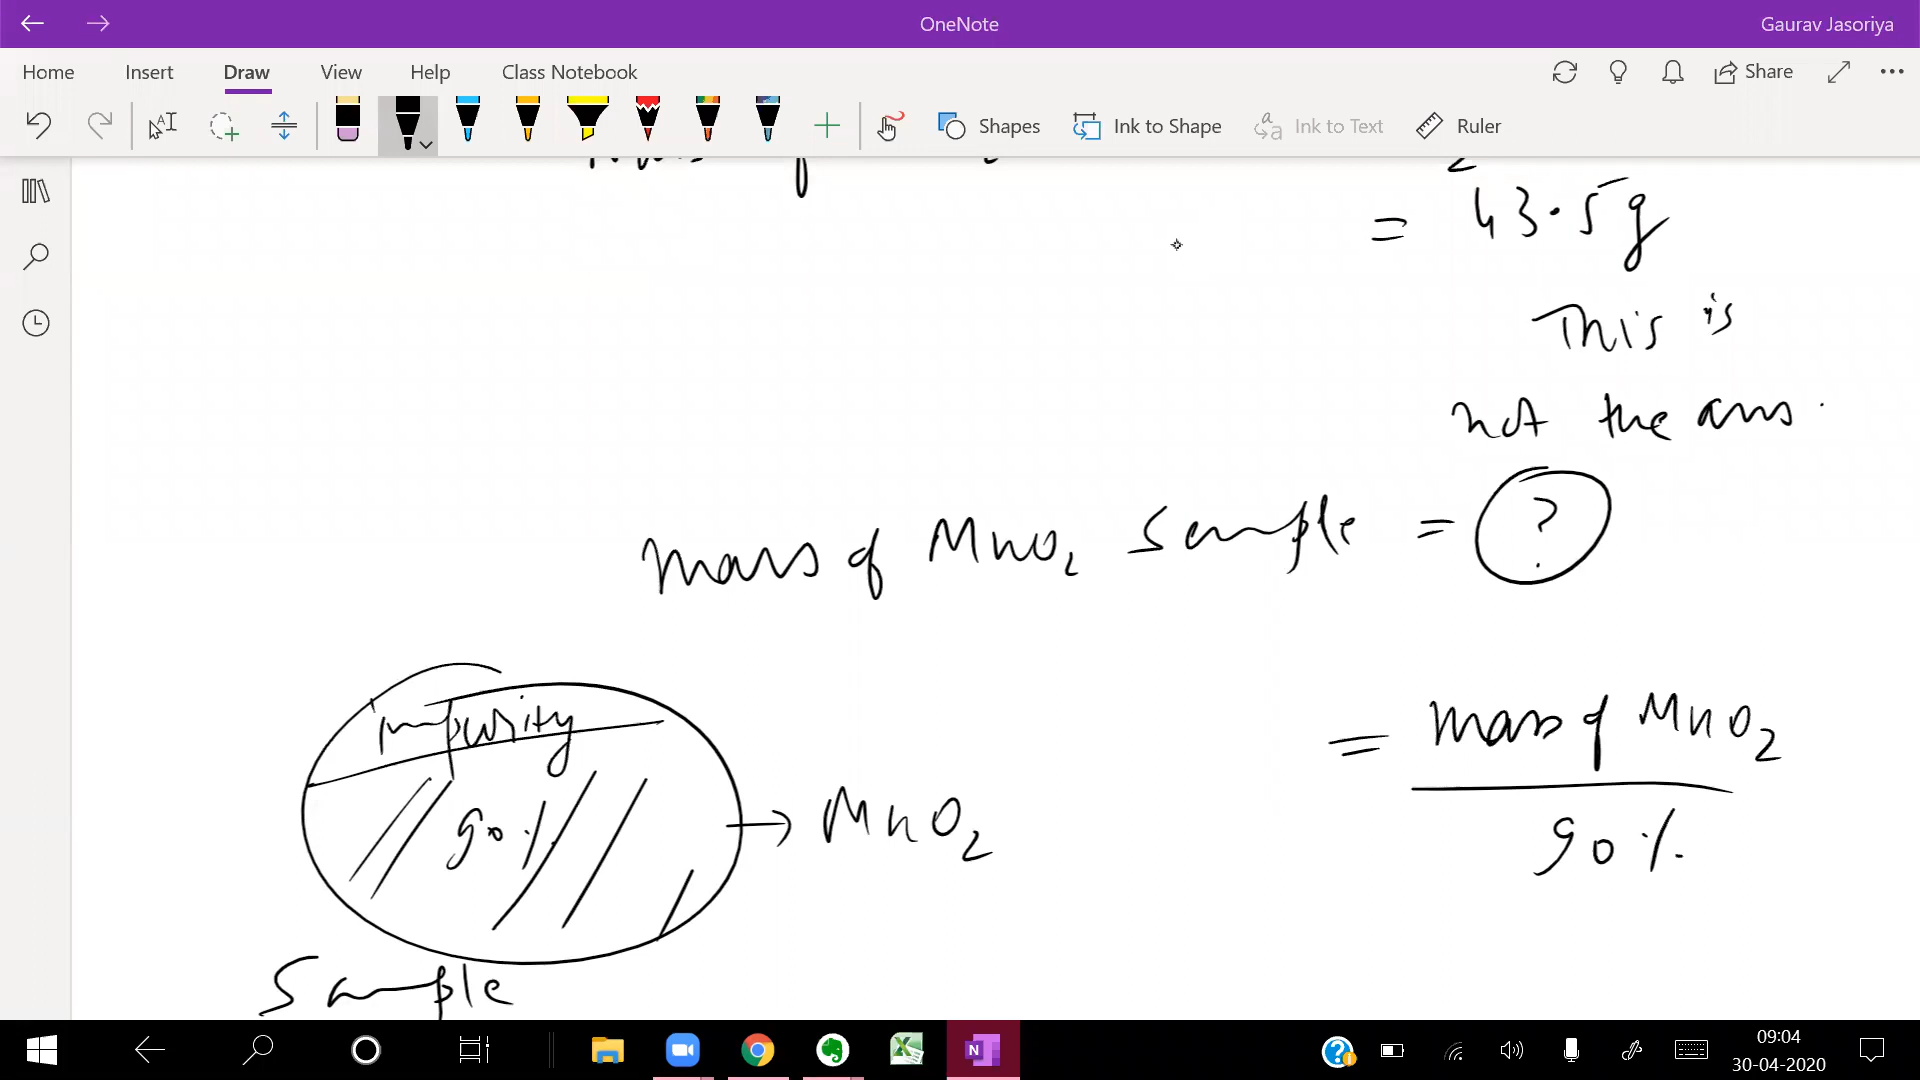 OneNote
Gaurav Jasoriya
Home Insert Draw View Help Class Notebook
Share
Shapes Ink to Shape Ink to Text Ruler
= 43.5g
This is
not the ans.
mass of MnO₂ Sample = ?
impurity
90% → MnO₂
Sample
= mass of MnO₂
90%
09:04
30-04-2020